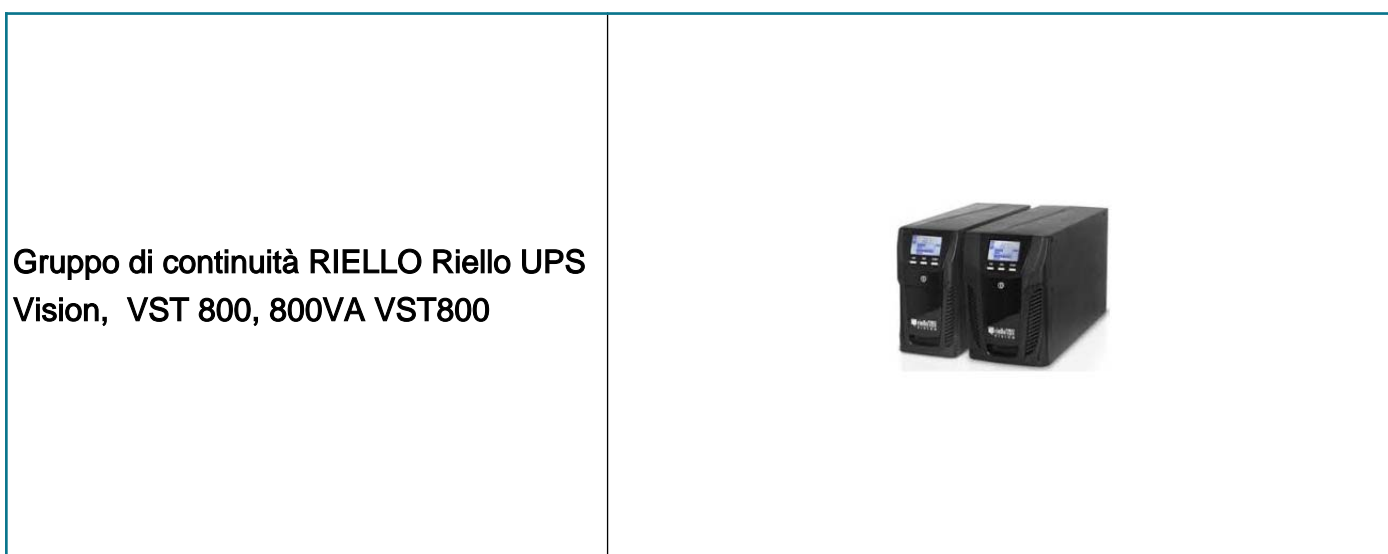 Gruppo di continuità RIELLO Riello UPS
Vision, VST 800, 800VA VST800